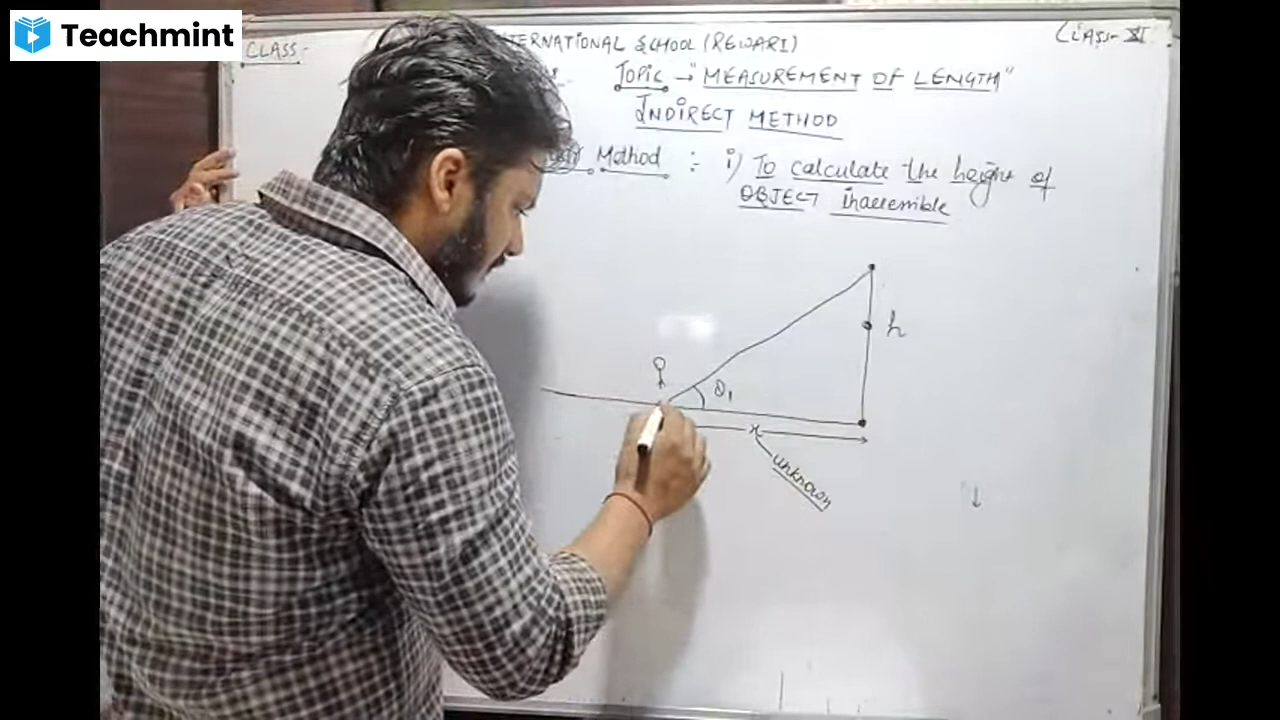 Teachmint
CLASS-
INTERNATIONAL SCHOOL (REWARI)
CLASS-XI
TOPIC → "MEASUREMENT OF LENGTH"
INDIRECT METHOD
Method :- i) To calculate the height of
OBJECT inaccessible
h
θ1
x
unknown